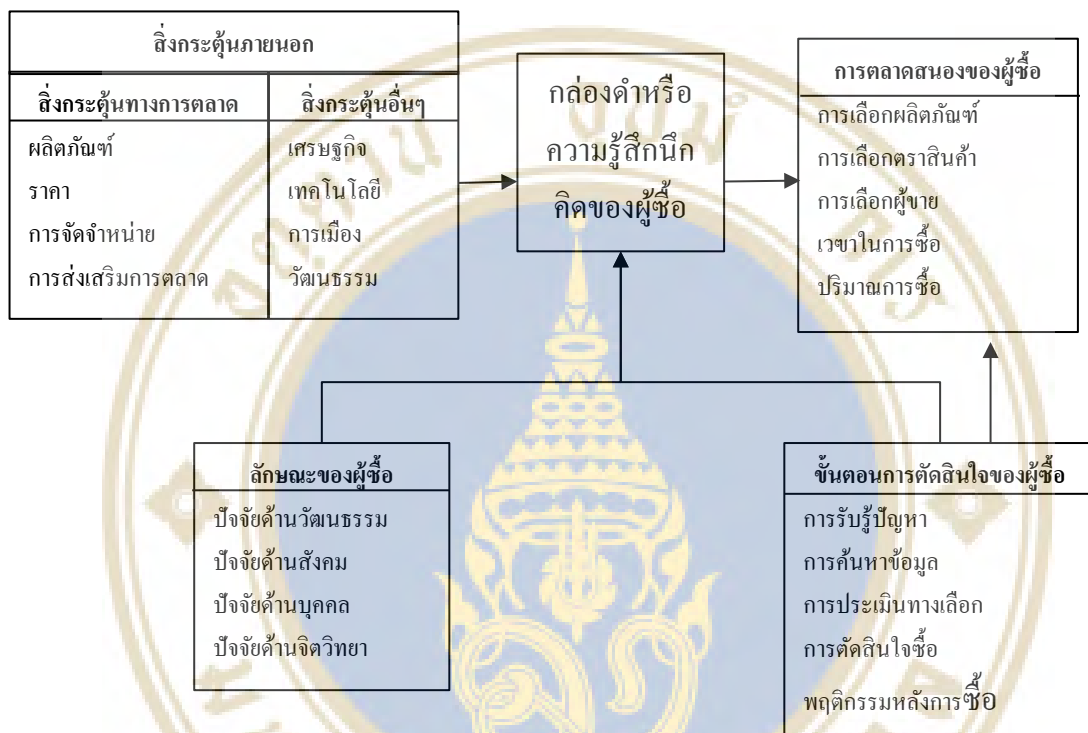 สิ่งกระตุ้นภายนอก
สิ่งกระตุ้นทางการตลาด
สิ่งกระตุ้นอื่นๆ
ผลิตภัณฑ์
เศรษฐกิจ
ราคา
เทคโนโลยี
การจัดจำหน่าย
การเมือง
การส่งเสริมการตลาด
วัฒนธรรม
กล่องดำหรือ
ความรู้สึกนึก
คิดของผู้ซื้อ
การตลาดสนองของผู้ซื้อ
การเลือกผลิตภัณฑ์
การเลือกตราสินค้า
การเลือกผู้ขาย
เวฃาในการซื้อ
ปริมาณการซื้อ
ลักษณะของผู้ซื้อ
ปัจจัยด้านวัฒนธรรม
ปัจจัยด้านสังคม
ปัจจัยด้านบุคคล
ปัจจัยด้านจิตวิทยา
ขั้นตอนการตัดสินใจของผู้ซื้อ
การรับรู้ปัญหา
การค้นหาข้อมูล
การประเมินทางเลือก
การตัดสินใจซื้อ
พฤติกรรมหลังการซื้อ